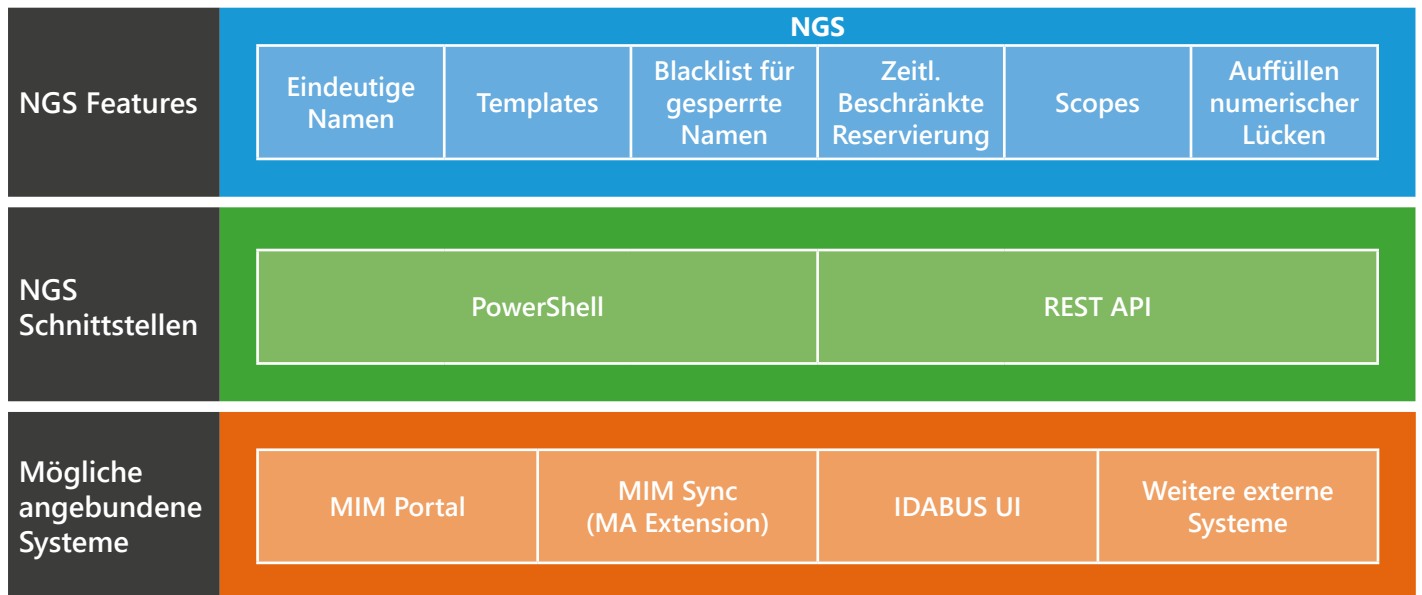 NGS Features
NGS
Eindeutige
Namen
Templates
Blacklist für
gesperrte
Namen
Zeitl.
Beschränkte
Reservierung
Scopes
Auffüllen
numerischer
Lücken
NGS
Schnittstellen
PowerShell
REST API
Mögliche
angebundene
Systeme
MIM Portal
MIM Sync
(MA Extension)
IDABUS UI
Weitere externe
Systeme